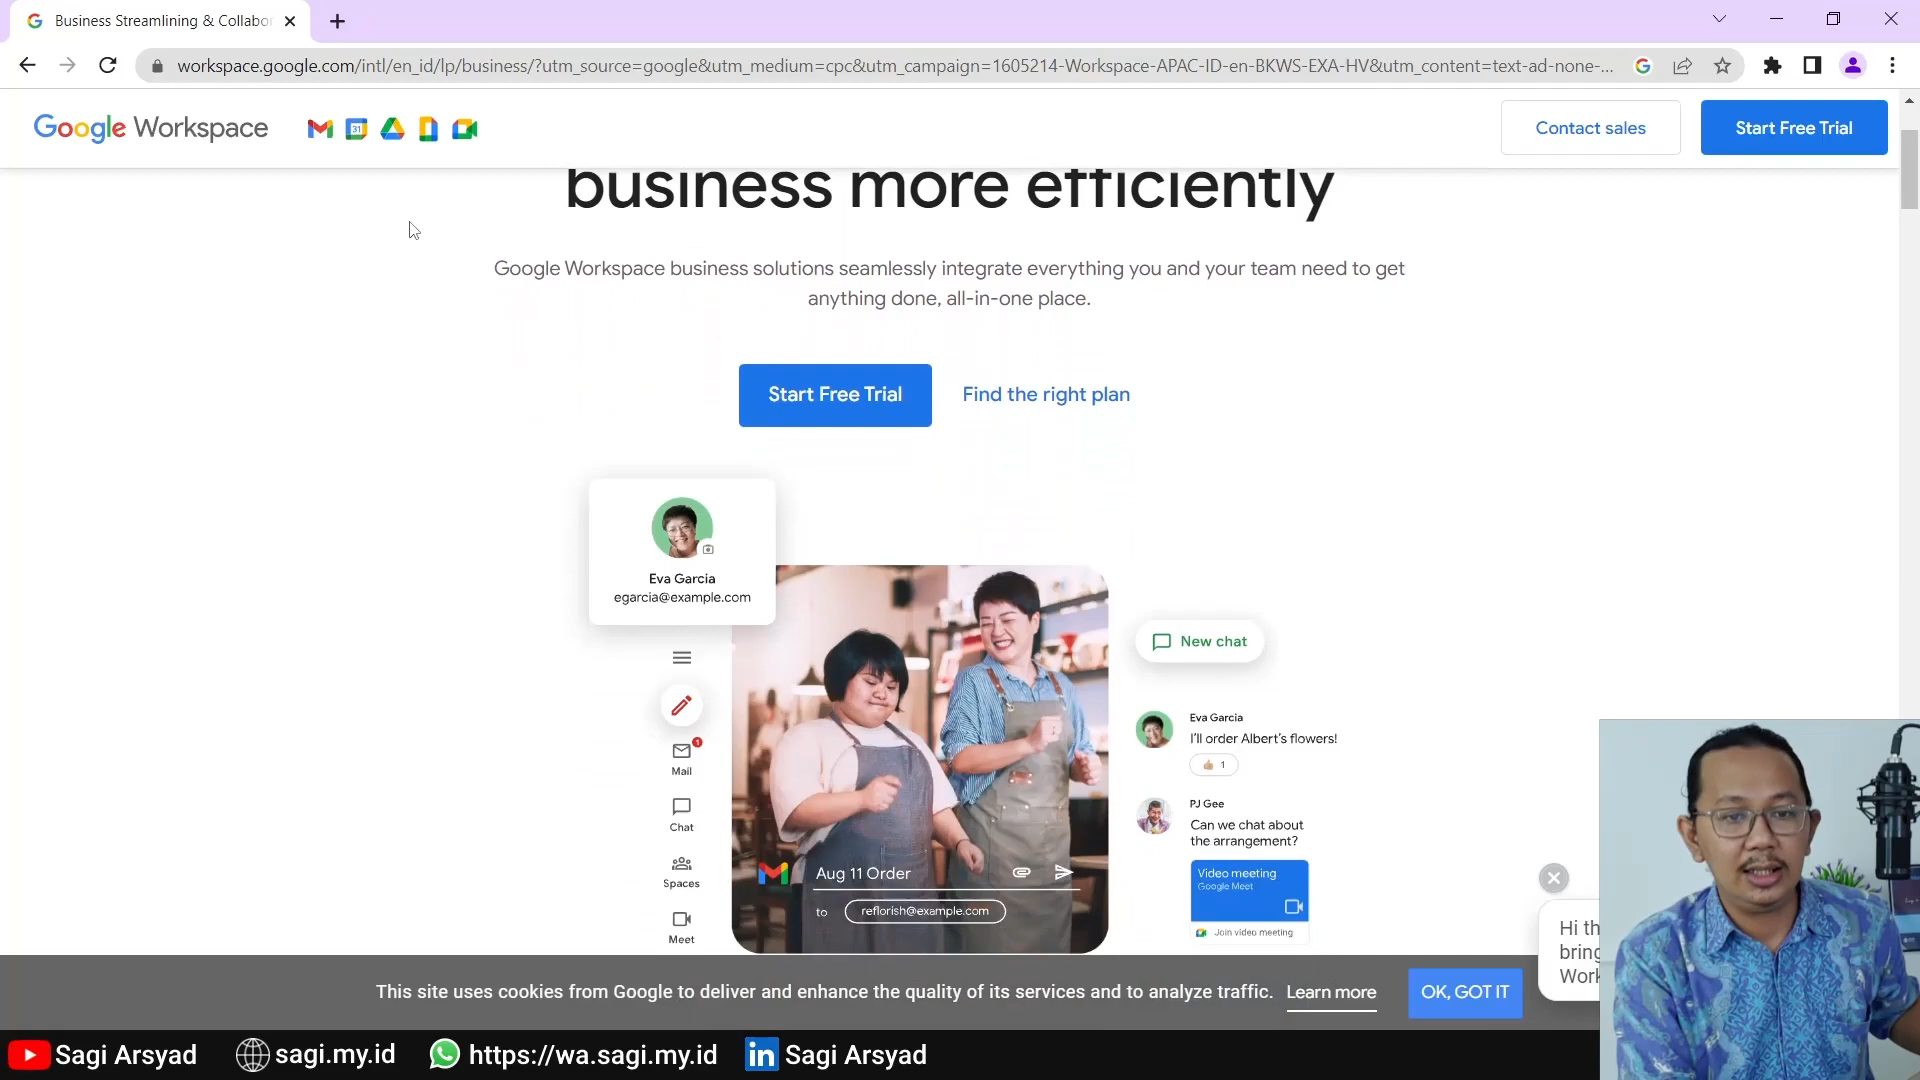 Business Streamlining & Collabor
workspace.google.com/intl/en_id/lp/business/?utm_source=google&utm_medium=cpc&utm_campaign=1605214-Workspace-APAC-ID-en-BKWS-EXA-HV&utm_content=text-ad-none-...
Google Workspace
31
Contact sales
Start Free Trial
business more efficiently
Google Workspace business solutions seamlessly integrate everything you and your team need to get
anything done, all-in-one place.
Start Free Trial
Find the right plan
Eva Garcia
egarcia@example.com
1
Mail
Chat
Spaces
Meet
Aug 11 Order
to
reflorish@example.com
New chat
Eva Garcia
I'll order Albert's flowers!
1
PJ Gee
Can we chat about
the arrangement?
Video meeting
Google Meet
Join video meeting
Hi th
bring
Work
This site uses cookies from Google to deliver and enhance the quality of its services and to analyze traffic.
Learn more
OK, GOT IT
Sagi Arsyad
sagi.my.id
https://wa.sagi.my.id
in Sagi Arsyad